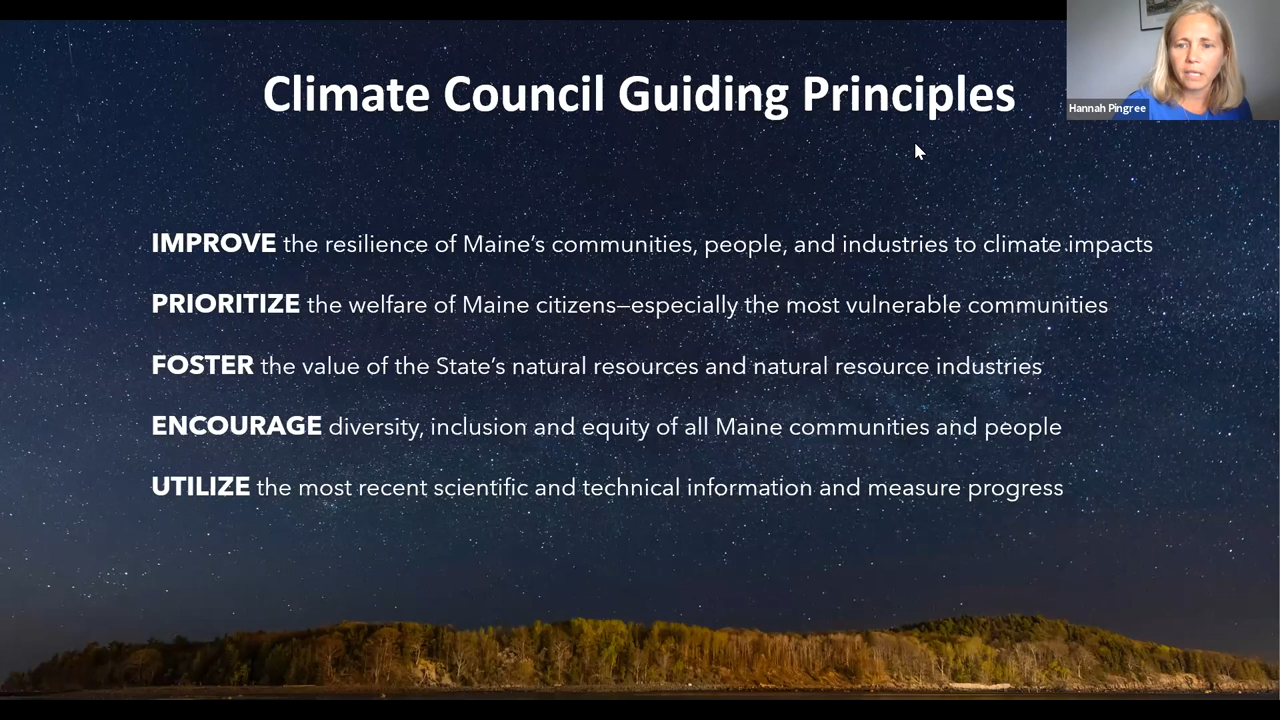 Climate Council Guiding Principles
Hannah Pingree
IMPROVE the resilience of Maine’s communities, people, and industries to climate impacts
PRIORITIZE the welfare of Maine citizens—especially the most vulnerable communities
FOSTER the value of the State’s natural resources and natural resource industries
ENCOURAGE diversity, inclusion and equity of all Maine communities and people
UTILIZE the most recent scientific and technical information and measure progress